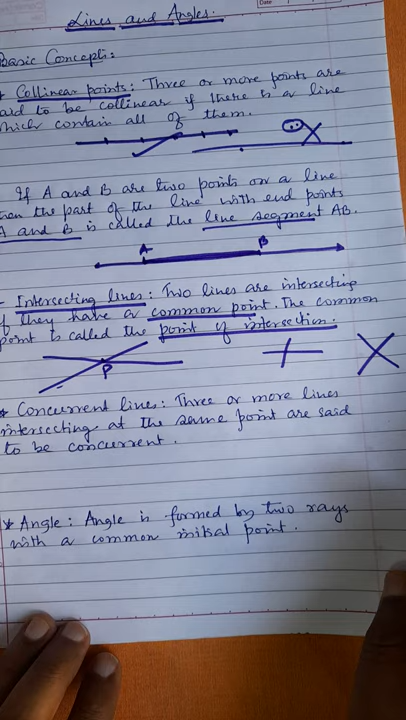 Lines and Angles.
Date
Basic Concept:
Collinear points: Three or more points are
said to be collinear if there is a line
which contain all of them.
If A and B are two points on a line
then the part of the line with end points
A and B is called the line segment AB.
A B
- Intersecting lines: Two lines are intersecting
if they have a common point. The common
point is called the point of intersection.
P
* Concurrent lines: Three or more lines
intersecting at the same point are said
to be concurrent.
* Angle: Angle is formed by two rays
with a common initial point.